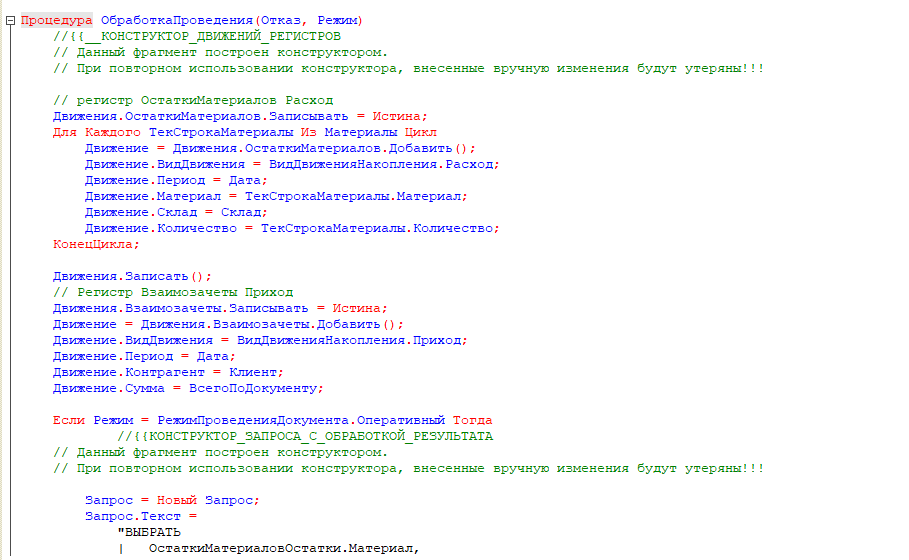 Процедура ОбработкаПроведения(Отказ, Режим)
//{{__КОНСТРУКТОР_ДВИЖЕНИЙ_РЕГИСТРОВ
// Данный фрагмент построен конструктором.
// При повторном использовании конструктора, внесенные вручную изменения будут утеряны!!!
// регистр ОстаткиМатериалов Расход
Движения.ОстаткиМатериалов.Записывать = Истина;
Для Каждого ТекСтрокаМатериалы Из Материалы Цикл
Движение = Движения.ОстаткиМатериалов.Добавить();
Движение.ВидДвижения = ВидДвиженияНакопления.Расход;
Движение.Период = Дата;
Движение.Материал = ТекСтрокаМатериалы.Материал;
Движение.Склад = Склад;
Движение.Количество = ТекСтрокаМатериалы.Количество;
КонецЦикла;
Движения.Записать();
// Регистр Взаимозачеты Приход
Движения.Взаимозачеты.Записывать = Истина;
Движение = Движения.Взаимозачеты.Добавить();
Движение.ВидДвижения = ВидДвиженияНакопления.Приход;
Движение.Период = Дата;
Движение.Контрагент = Клиент;
Движение.Сумма = ВсегоПоДокументу;
Если Режим = РежимПроведенияДокумента.Оперативный Тогда
//{{КОНСТРУКТОР_ЗАПРОСА_С_ОБРАБОТКОЙ_РЕЗУЛЬТАТА
// Данный фрагмент построен конструктором.
// При повторном использовании конструктора, внесенные вручную изменения будут утеряны!!!
Запрос = Новый Запрос;
Запрос.Текст =
"ВЫБРАТЬ
| ОстаткиМатериаловОстатки.Материал,